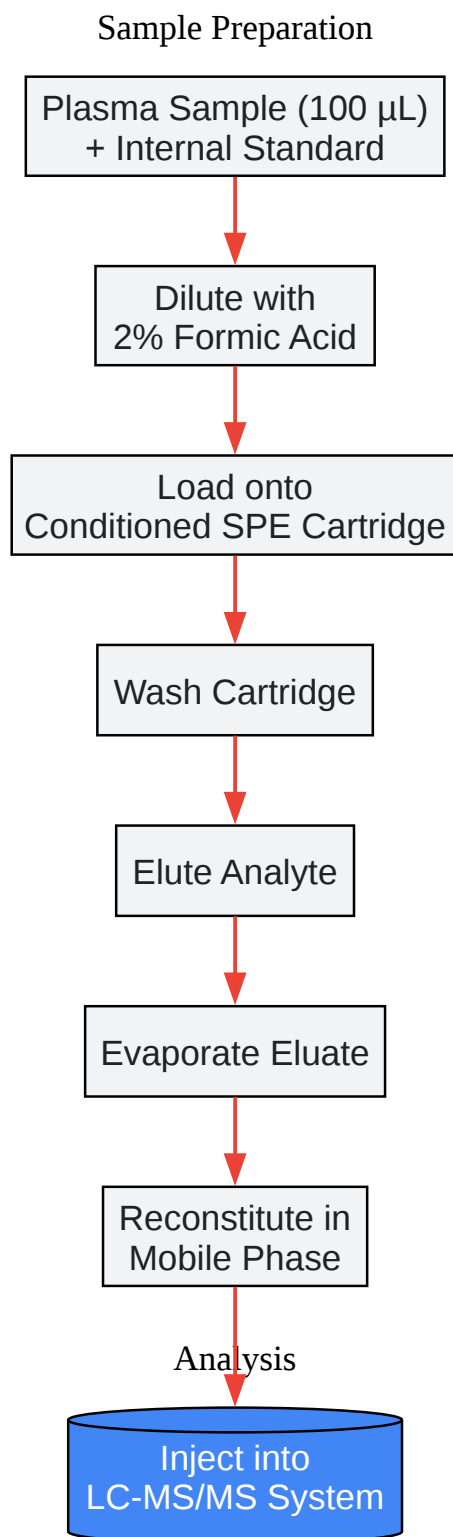 Sample Preparation
Plasma Sample (100 µL)
+ Internal Standard
Dilute with
2% Formic Acid
Load onto
Conditioned SPE Cartridge
Wash Cartridge
Elute Analyte
Evaporate Eluate
Reconstitute in
Mobile Phase
Analysis
Inject into
LC-MS/MS System